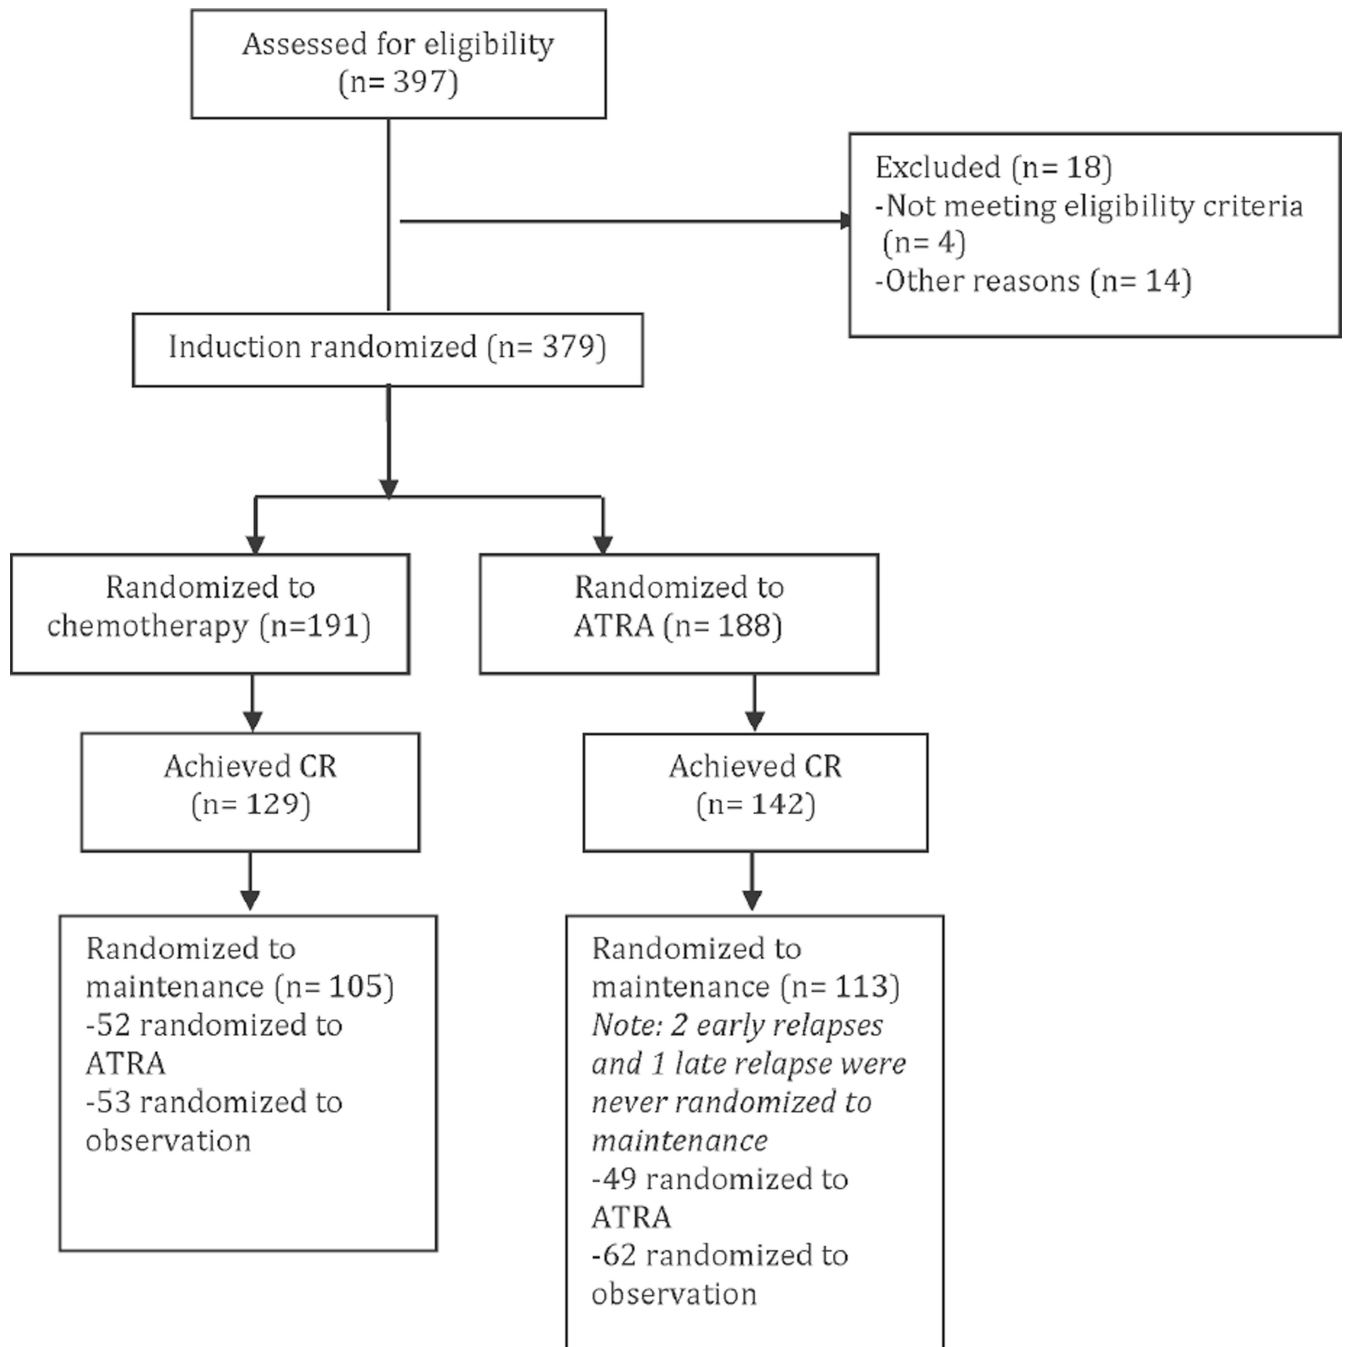 Assessed for eligibility
(n= 397)
Excluded (n= 18)
-Not meeting eligibility criteria
(n= 4)
-Other reasons (n= 14)
Induction randomized (n= 379)
Randomized to
chemotherapy (n=191)
Randomized to
ATRA (n= 188)
Achieved CR
(n= 129)
Achieved CR
(n= 142)
Randomized to
maintenance (n= 105)
-52 randomized to
ATRA
-53 randomized to
observation
Randomized to
maintenance (n= 113)
Note: 2 early relapses
and 1 late relapse were
never randomized to
maintenance
-49 randomized to
ATRA
-62 randomized to
observation